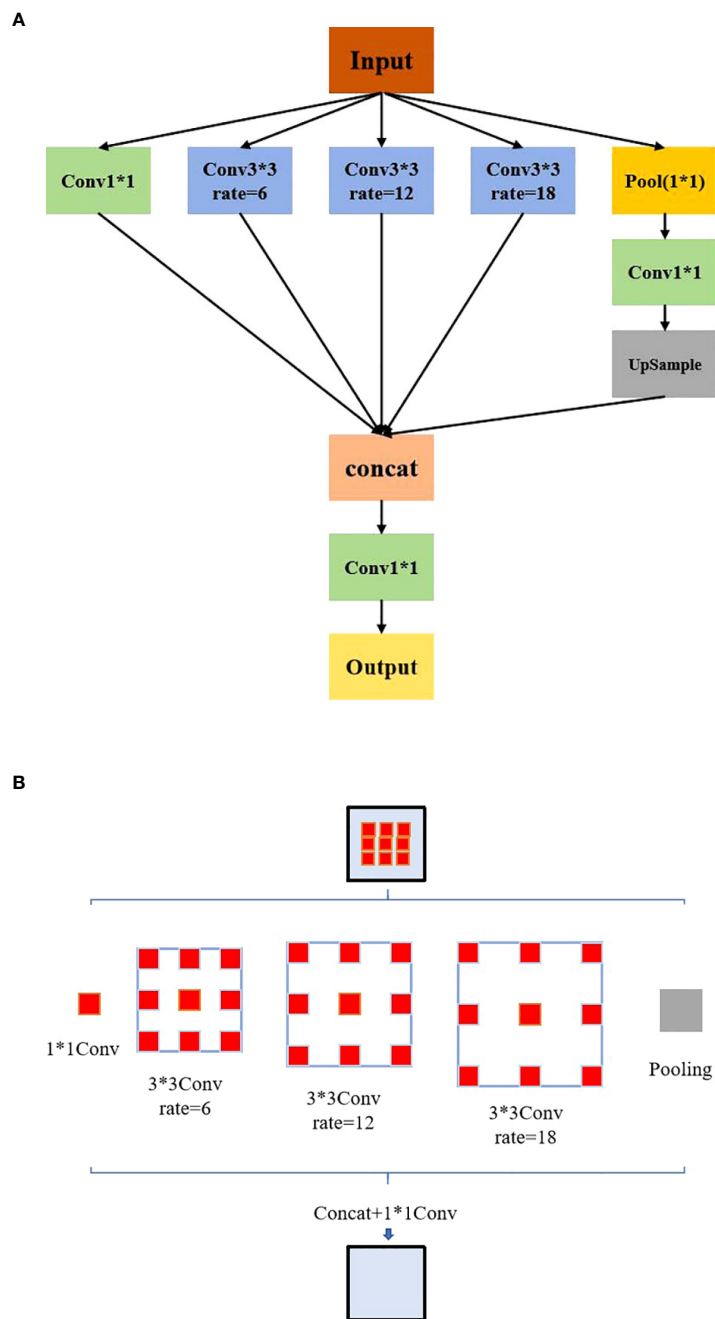 A
Input
Conv1*1
Conv3*3
rate=6
Conv3*3
rate=12
Conv3*3
rate=18
Pool(1*1)
Conv1*1
UpSample
concat
Conv1*1
Output
B
1*1Conv
3*3Conv
rate=6
3*3Conv
rate=12
3*3Conv
rate=18
Pooling
Concat+1*1Conv